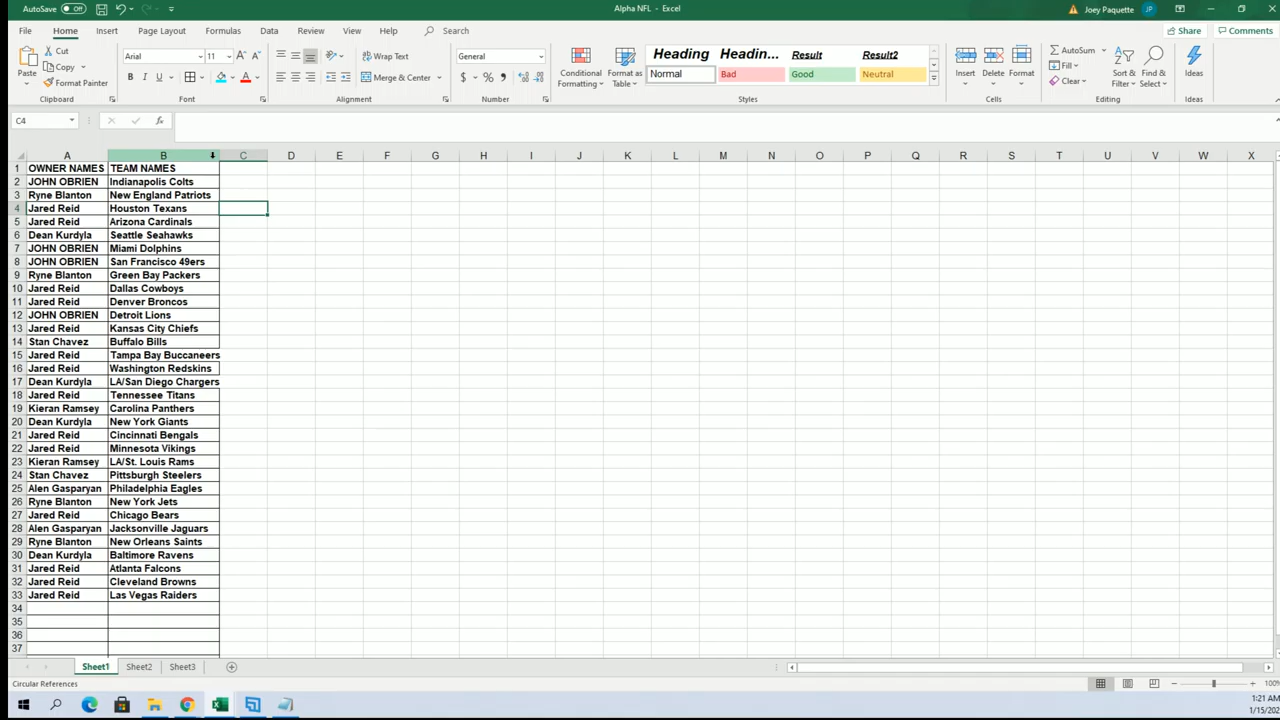 AutoSave Off Alpha NFL - Excel Joey Paquette JP
File Home Insert Page Layout Formulas Data Review View Help Search Share Comments
Paste Cut Copy Format Painter Clipboard
Arial 11 B I U A A Font
Wrap Text Merge & Center Alignment
General $ % , Number
Conditional Formatting Format as Table
Heading Headin... Result Result2
Normal Bad Good Neutral
Styles
Insert Delete Format Cells
AutoSum Fill Clear Sort & Filter Find & Select Editing
Ideas Ideas
C4 fx
A B C D E F G H I J K L M N O P Q R S T U V W X
1 OWNER NAMES TEAM NAMES
2 JOHN OBRIEN Indianapolis Colts
3 Ryne Blanton New England Patriots
4 Jared Reid Houston Texans
5 Jared Reid Arizona Cardinals
6 Dean Kurdyla Seattle Seahawks
7 JOHN OBRIEN Miami Dolphins
8 JOHN OBRIEN San Francisco 49ers
9 Ryne Blanton Green Bay Packers
10 Jared Reid Dallas Cowboys
11 Jared Reid Denver Broncos
12 JOHN OBRIEN Detroit Lions
13 Jared Reid Kansas City Chiefs
14 Stan Chavez Buffalo Bills
15 Jared Reid Tampa Bay Buccaneers
16 Jared Reid Washington Redskins
17 Dean Kurdyla LA/San Diego Chargers
18 Jared Reid Tennessee Titans
19 Kieran Ramsey Carolina Panthers
20 Dean Kurdyla New York Giants
21 Jared Reid Cincinnati Bengals
22 Jared Reid Minnesota Vikings
23 Kieran Ramsey LA/St. Louis Rams
24 Stan Chavez Pittsburgh Steelers
25 Alen Gasparyan Philadelphia Eagles
26 Ryne Blanton New York Jets
27 Jared Reid Chicago Bears
28 Alen Gasparyan Jacksonville Jaguars
29 Ryne Blanton New Orleans Saints
30 Dean Kurdyla Baltimore Ravens
31 Jared Reid Atlanta Falcons
32 Jared Reid Cleveland Browns
33 Jared Reid Las Vegas Raiders
34
35
36
37
Sheet1 Sheet2 Sheet3
Circular References 100%
1:21 AM
1/15/202